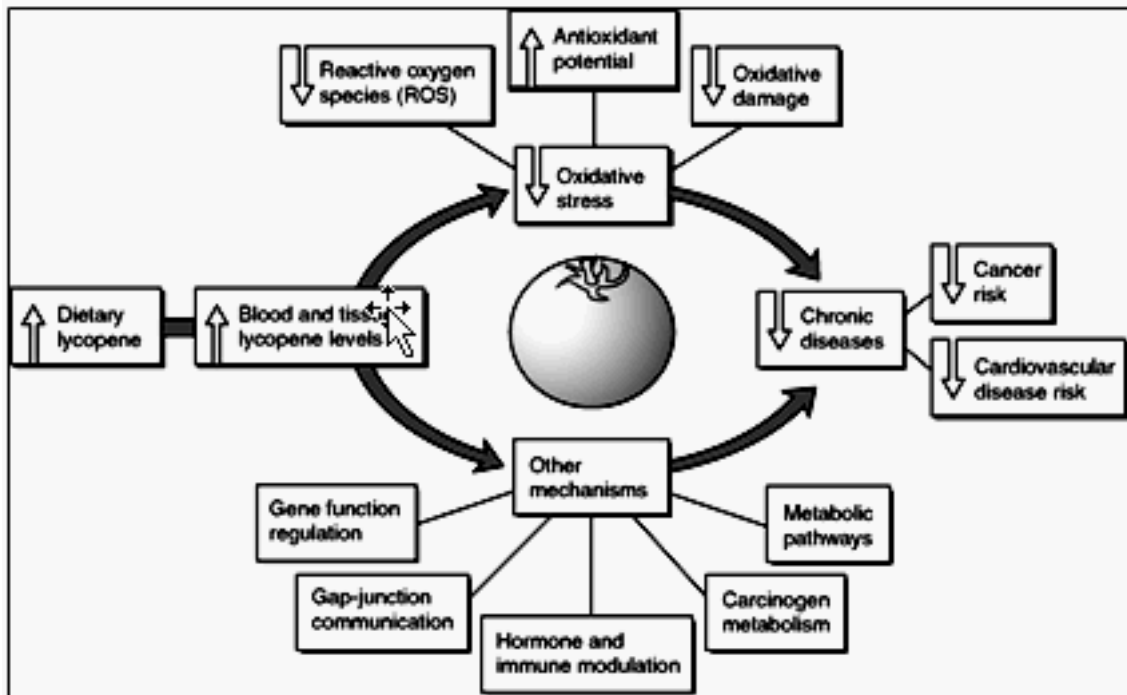 Antioxidant
potential
Reactive oxygen
species (ROS)
Oxidative
damage
Oxidative
stress
Dietary
lycopene
Blood and tissue
lycopene levels
Chronic
diseases
Cancer
risk
Cardiovascular
disease risk
Other
mechanisms
Gene function
regulation
Metabolic
pathways
Gap-junction
communication
Carcinogen
metabolism
Hormone and
immune modulation